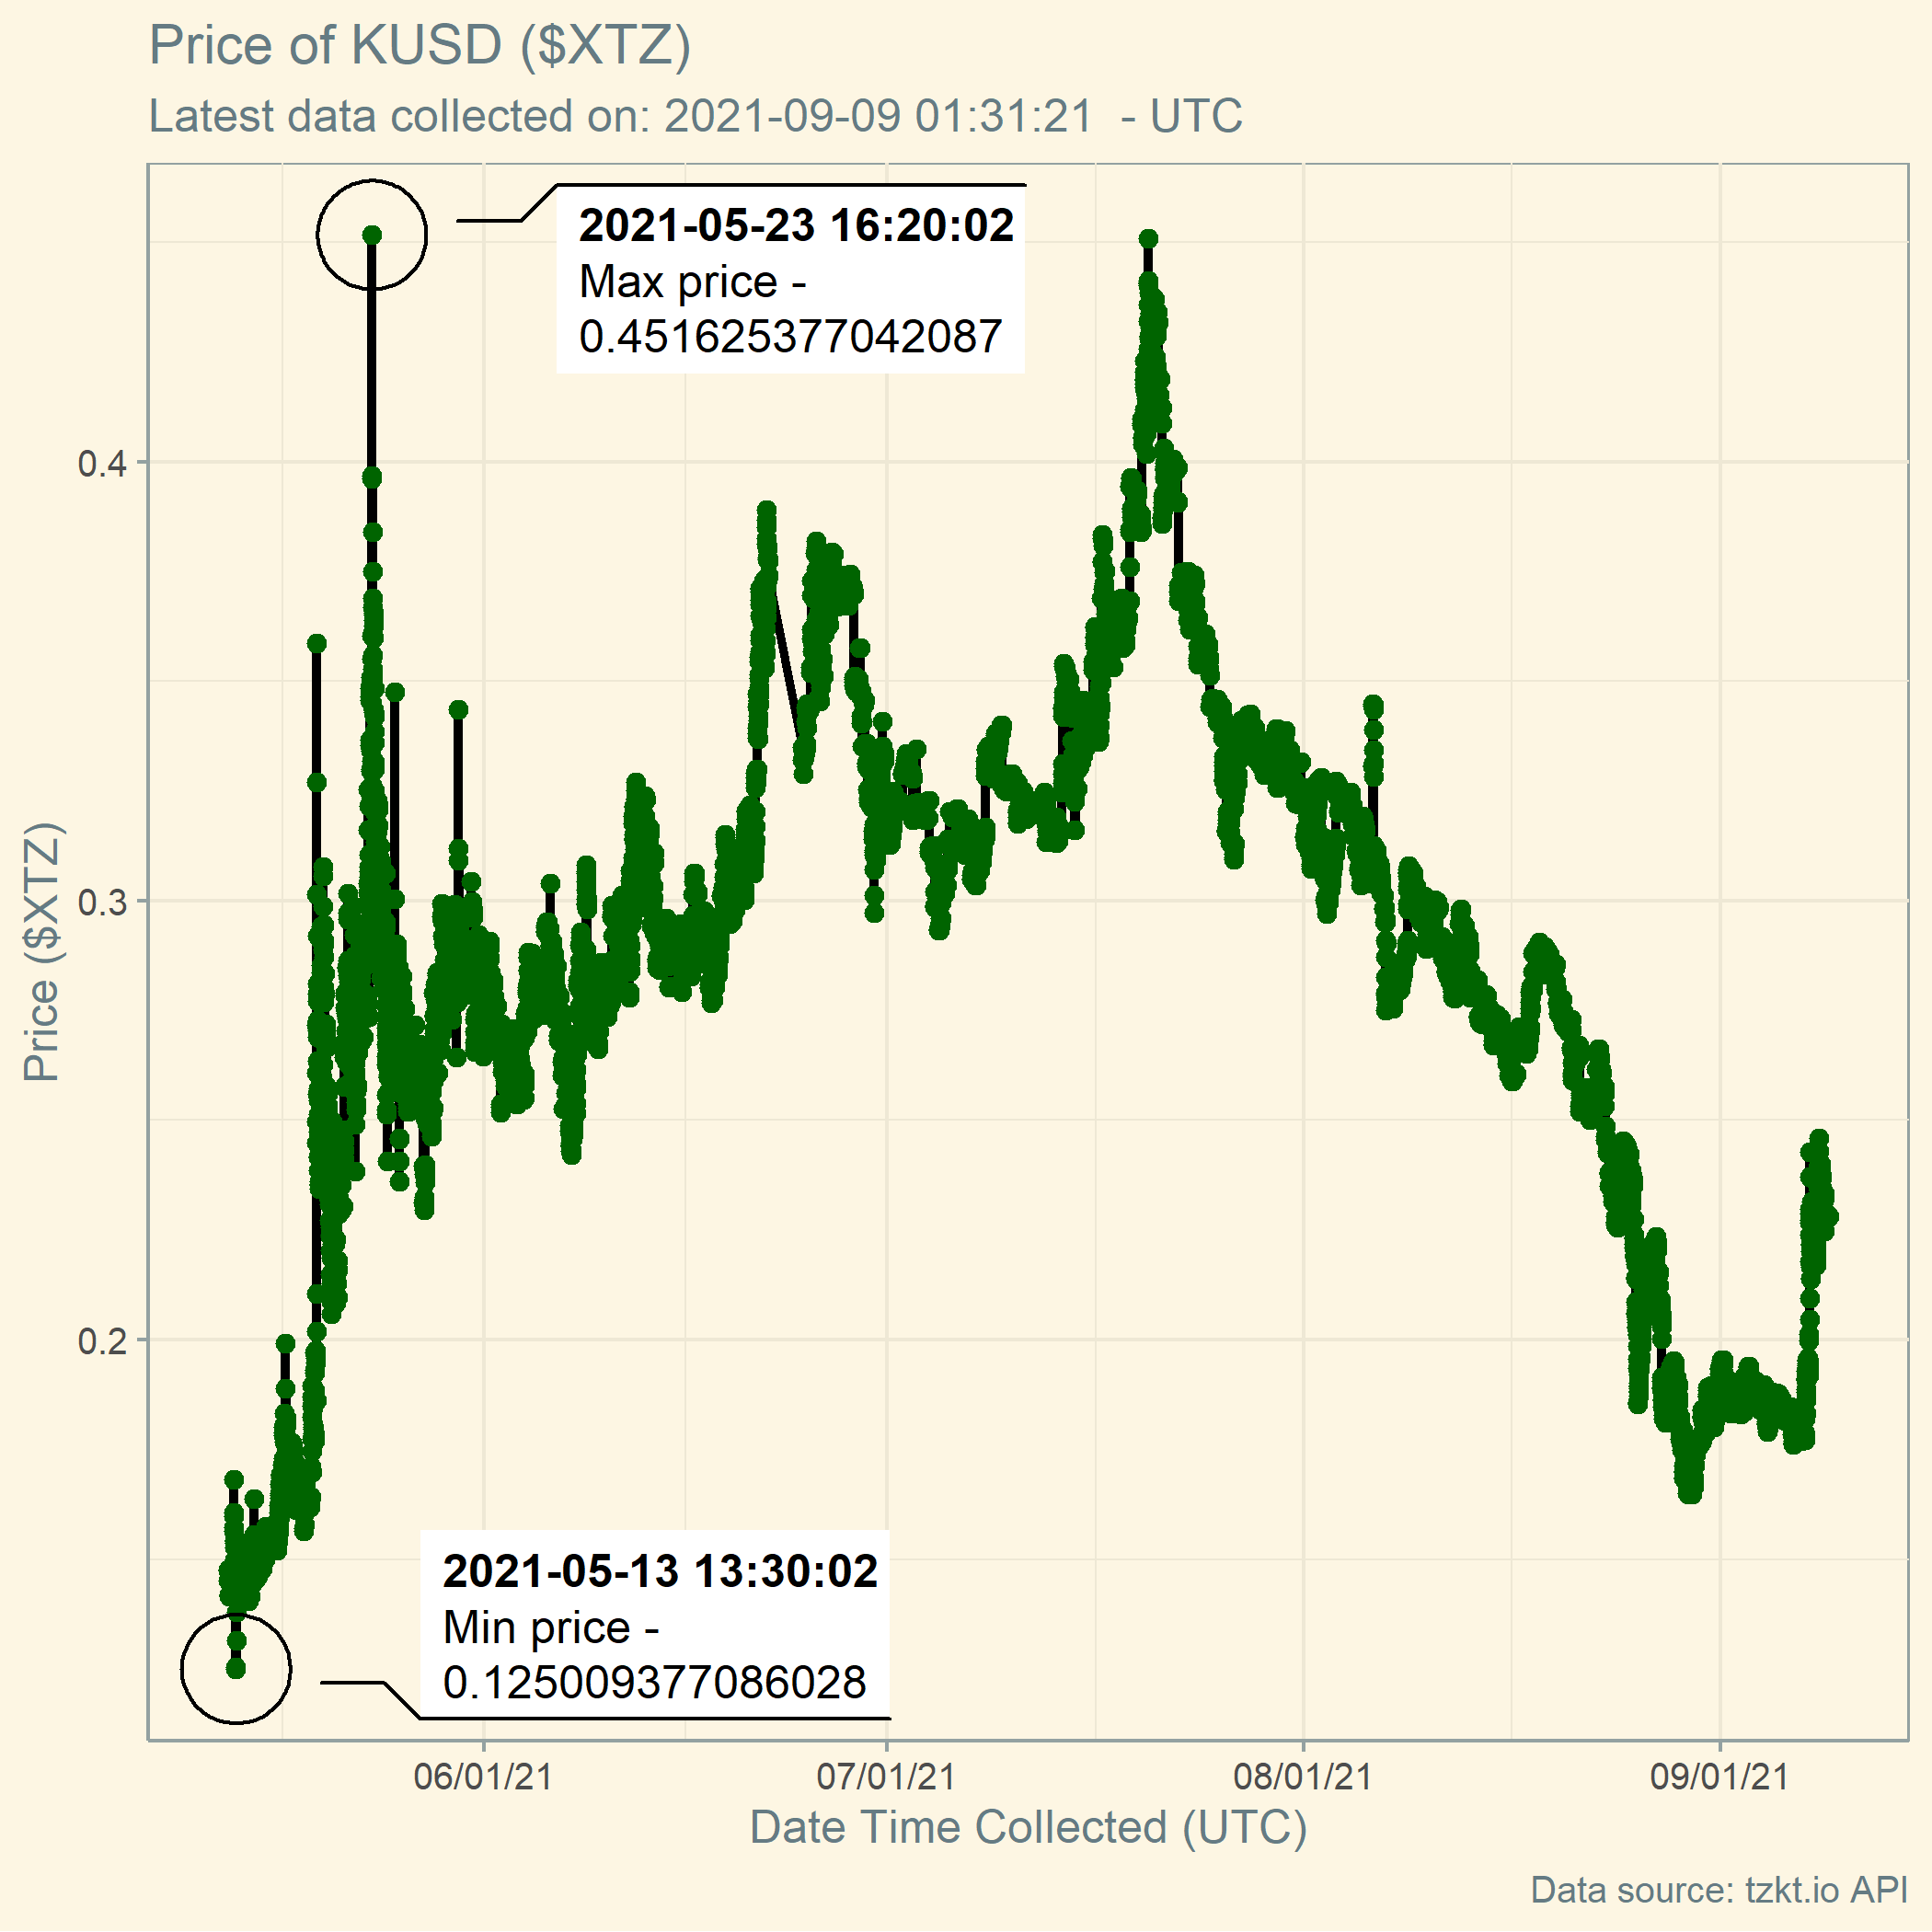 Price of KUSD ($XTZ)
Latest data collected on: 2021-09-09 01:31:21  - UTC
2021-05-23 16:20:02
Max price -
0.451625377042087
0.4
0.3
0.2
Price ($XTZ)
2021-05-13 13:30:02
Min price -
0.125009377086028
06/01/21
07/01/21
08/01/21
09/01/21
Date Time Collected (UTC)
Data source: tzkt.io API